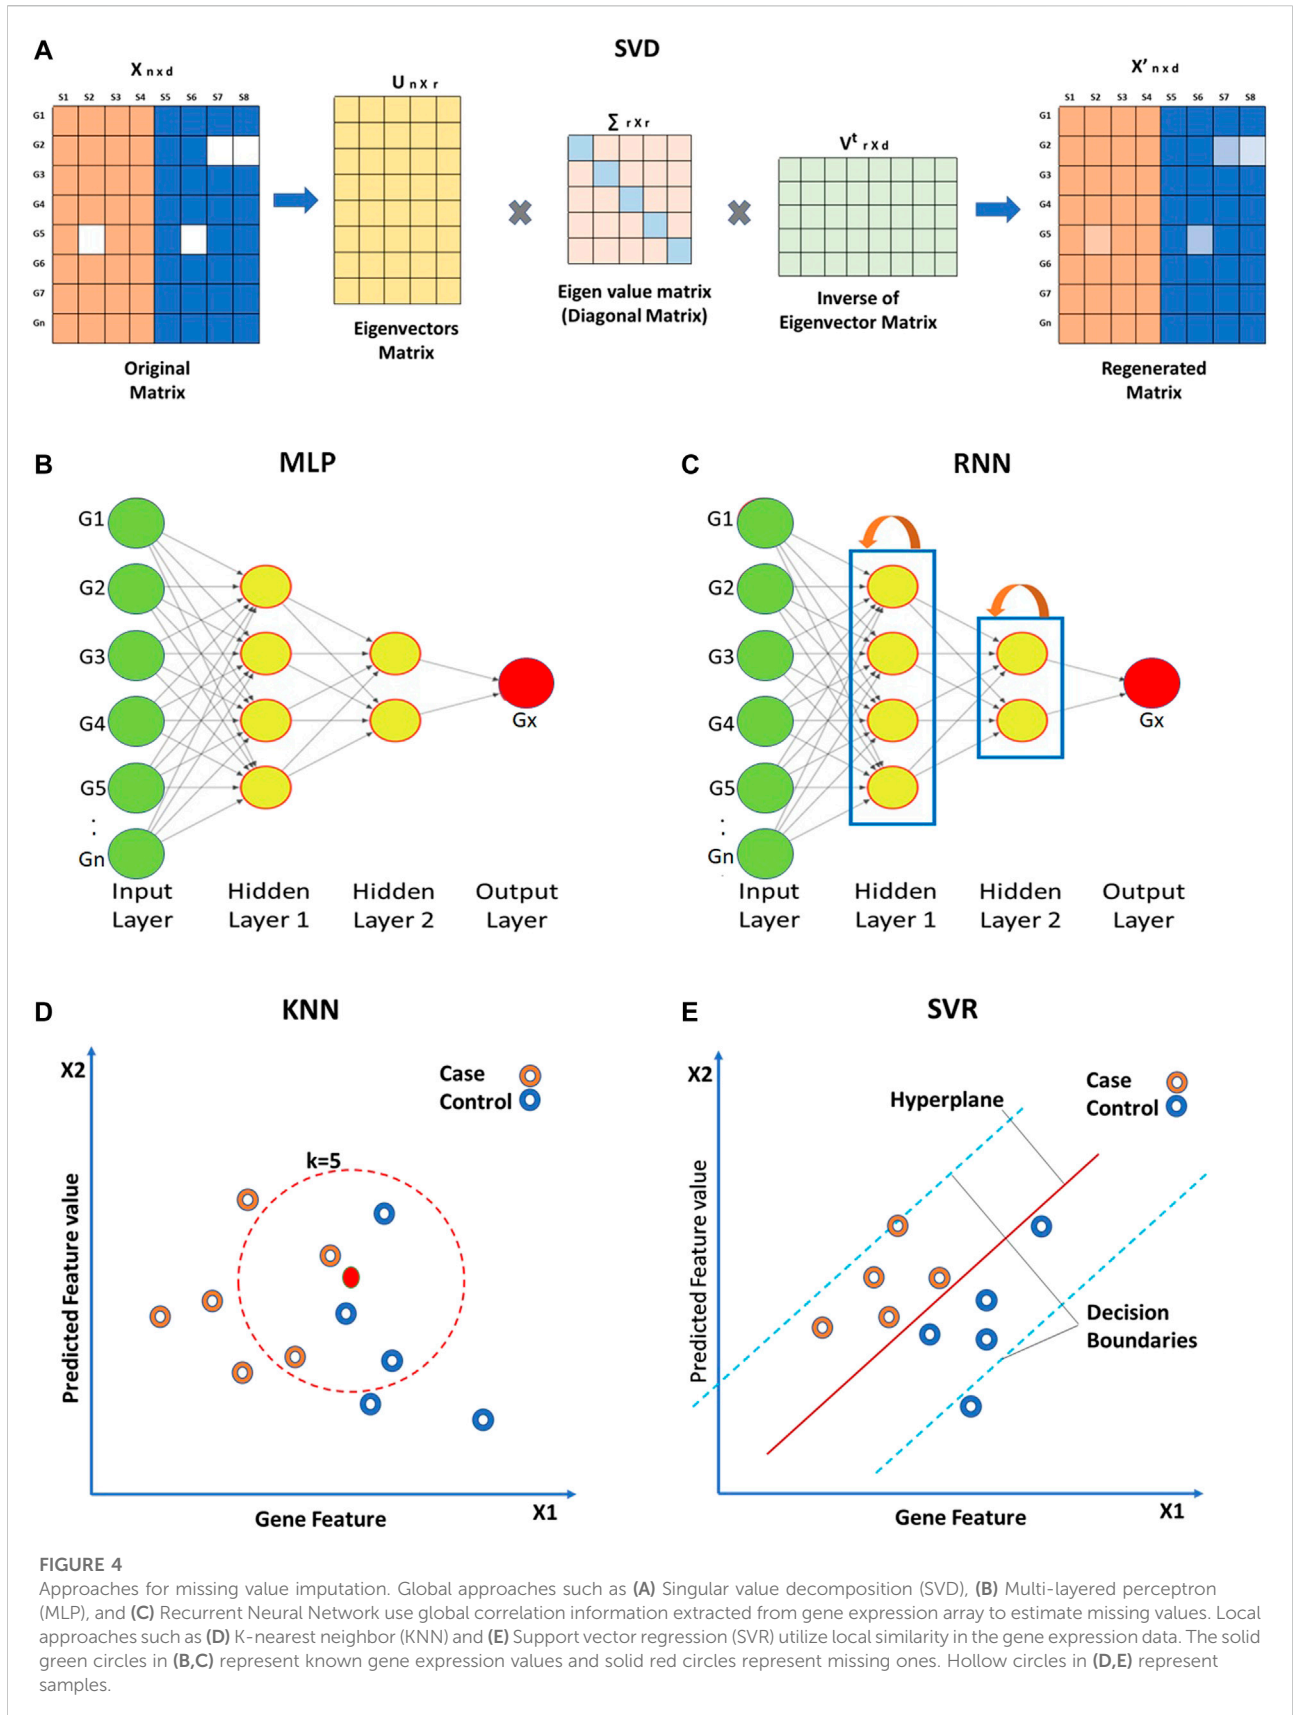 A
SVD
X n x d
S1 S2 S3 S4 S5 S6 S7 S8
G1
G2
G3
G4
G5
G6
G7
Gn
Original
Matrix
U n X r
Eigenvectors
Matrix
∑ r X r
Eigen value matrix
(Diagonal Matrix)
Vᵗ r X d
Inverse of
Eigenvector Matrix
X’ n x d
S1 S2 S3 S4 S5 S6 S7 S8
G1
G2
G3
G4
G5
G6
G7
Gn
Regenerated
Matrix
B
MLP
G1
G2
G3
G4
G5
:
Gn
Gx
Input
Layer
Hidden
Layer 1
Hidden
Layer 2
Output
Layer
C
RNN
G1
G2
G3
G4
G5
:
Gn
Gx
Input
Layer
Hidden
Layer 1
Hidden
Layer 2
Output
Layer
D
KNN
X2
Case
Control
k=5
Predicted Feature value
Gene Feature
X1
E
SVR
X2
Hyperplane
Case
Control
Predicted Feature value
Decision
Boundaries
Gene Feature
X1
FIGURE 4
Approaches for missing value imputation. Global approaches such as (A) Singular value decomposition (SVD), (B) Multi-layered perceptron
(MLP), and (C) Recurrent Neural Network use global correlation information extracted from gene expression array to estimate missing values. Local
approaches such as (D) K-nearest neighbor (KNN) and (E) Support vector regression (SVR) utilize local similarity in the gene expression data. The solid
green circles in (B,C) represent known gene expression values and solid red circles represent missing ones. Hollow circles in (D,E) represent
samples.